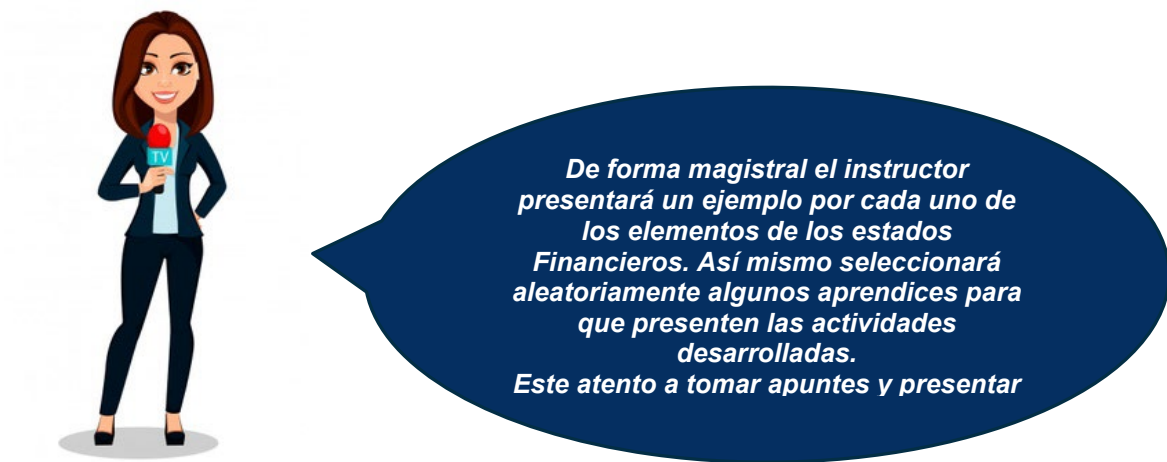 TV
De forma magistral el instructor
presentará un ejemplo por cada uno de
los elementos de los estados
Financieros. Así mismo seleccionará
aleatoriamente algunos aprendices para
que presenten las actividades
desarrolladas.
Este atento a tomar apuntes y presentar